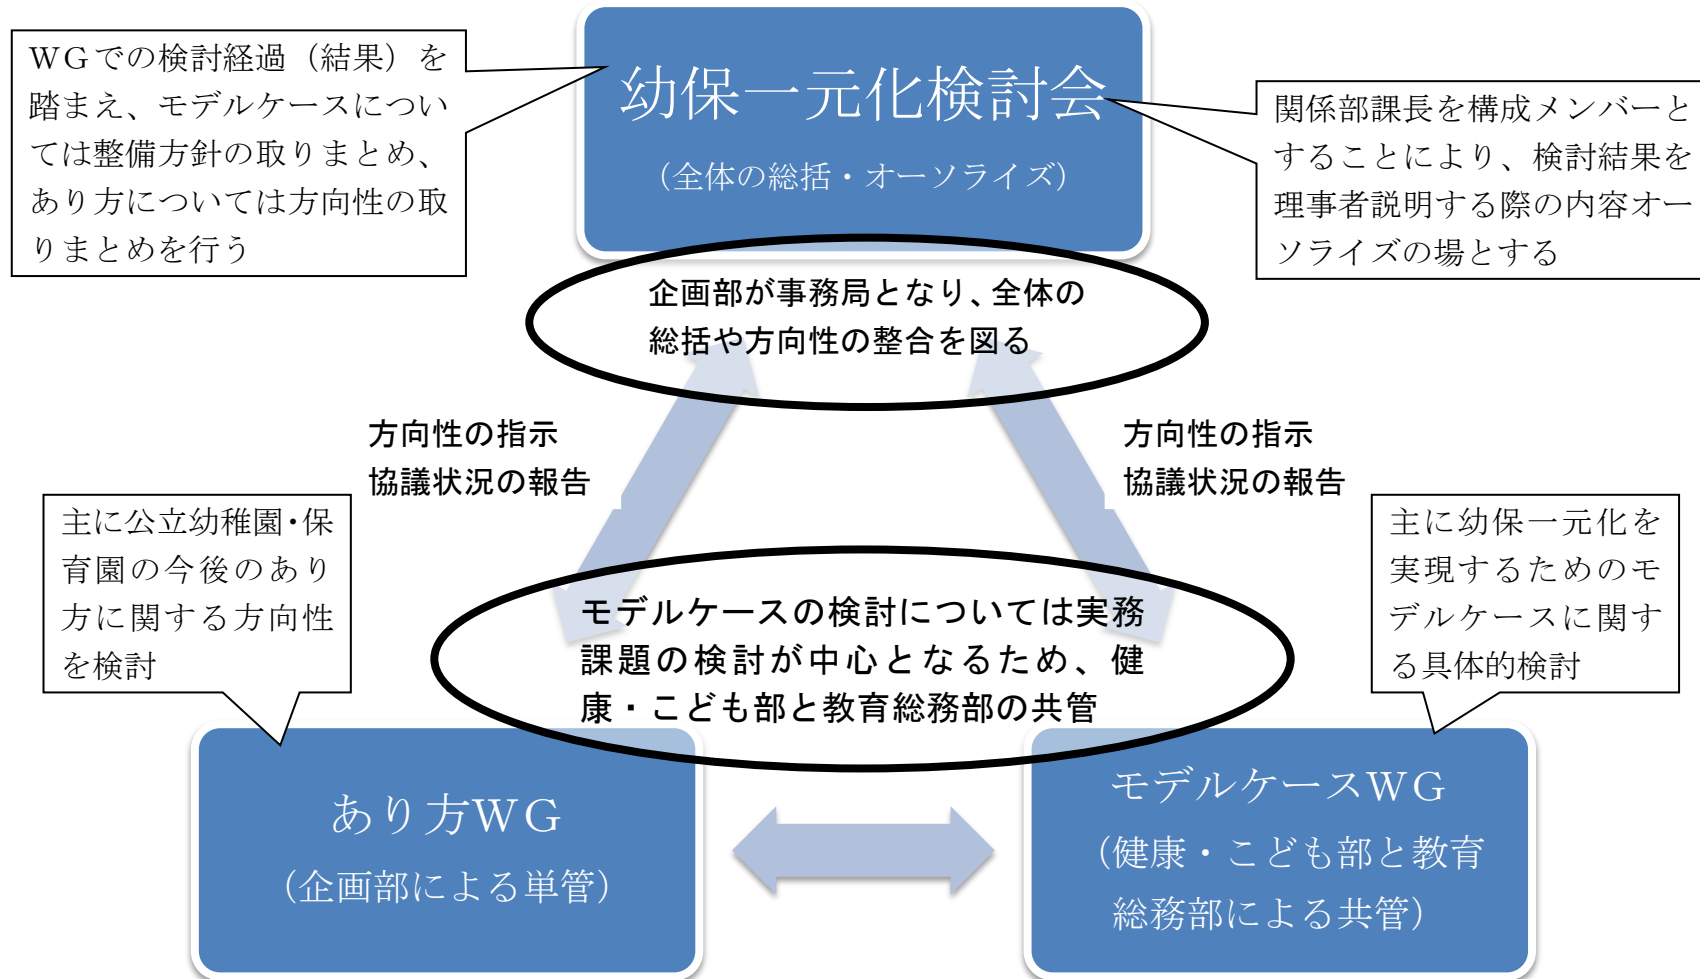 WGでの検討経過（結果）を
踏まえ、モデルケースについ
ては整備方針の取りまとめ、
あり方については方向性の取
りまとめを行う
幼保一元化検討会
（全体の総括・オーソライズ）
関係部課長を構成メンバーと
することにより、検討結果を
理事者説明する際の内容オー
ソライズの場とする
企画部が事務局となり、全体の
総括や方向性の整合を図る
方向性の指示
協議状況の報告
方向性の指示
協議状況の報告
主に公立幼稚園・保
育園の今後のあり
方に関する方向性
を検討
モデルケースの検討については実務
課題の検討が中心となるため、健
康・こども部と教育総務部の共管
主に幼保一元化を
実現するためのモ
デルケースに関す
る具体的検討
あり方WG
（企画部による単管）
モデルケースWG
（健康・こども部と教育
総務部による共管）